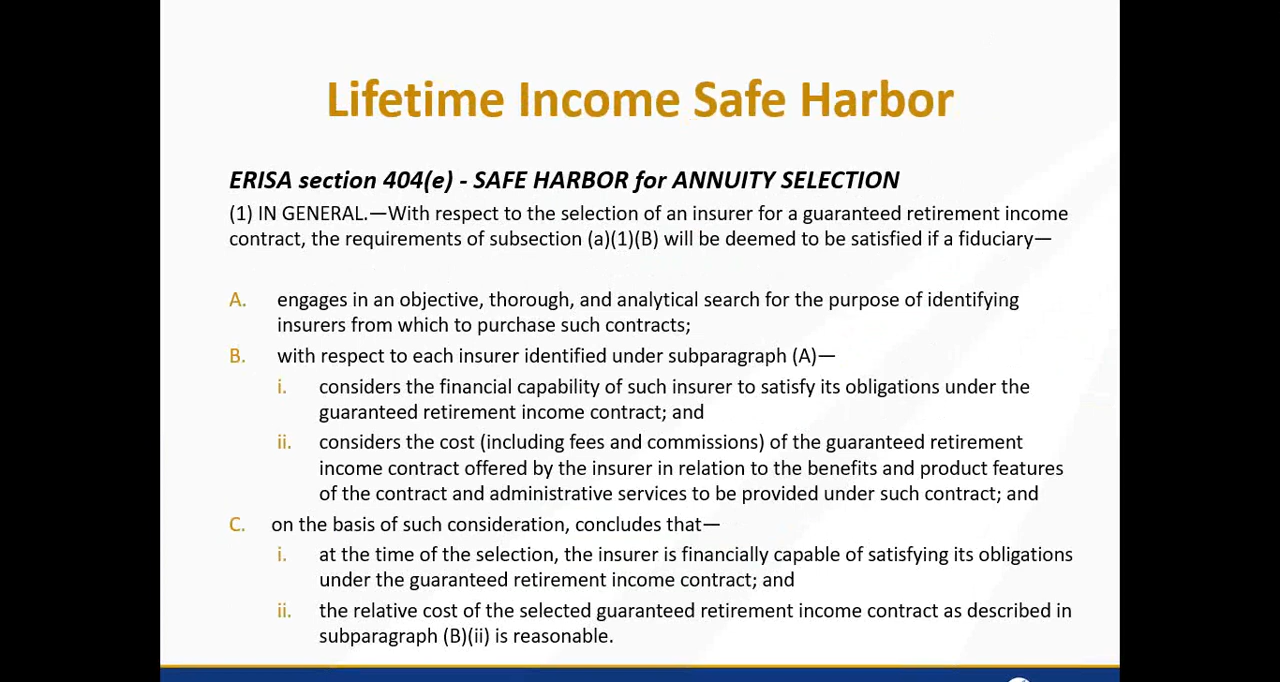 Lifetime Income Safe Harbor
ERISA section 404(e) - SAFE HARBOR for ANNUITY SELECTION
(1) IN GENERAL.—With respect to the selection of an insurer for a guaranteed retirement income
contract, the requirements of subsection (a)(1)(B) will be deemed to be satisfied if a fiduciary—
A. engages in an objective, thorough, and analytical search for the purpose of identifying
insurers from which to purchase such contracts;
B. with respect to each insurer identified under subparagraph (A)—
i. considers the financial capability of such insurer to satisfy its obligations under the
guaranteed retirement income contract; and
ii. considers the cost (including fees and commissions) of the guaranteed retirement
income contract offered by the insurer in relation to the benefits and product features
of the contract and administrative services to be provided under such contract; and
C. on the basis of such consideration, concludes that—
i. at the time of the selection, the insurer is financially capable of satisfying its obligations
under the guaranteed retirement income contract; and
ii. the relative cost of the selected guaranteed retirement income contract as described in
subparagraph (B)(ii) is reasonable.